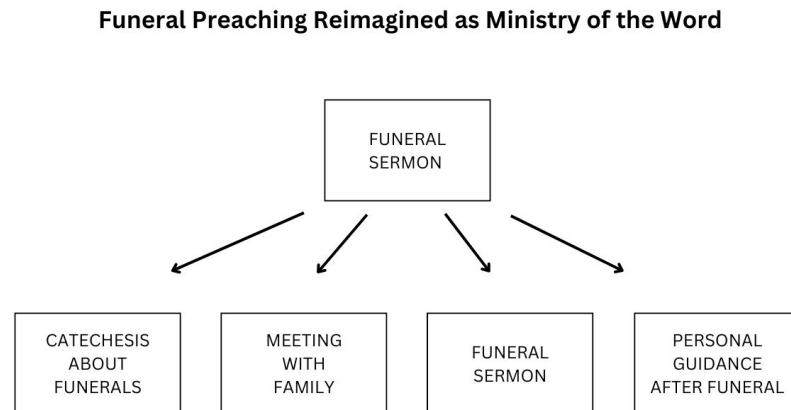 Funeral Preaching Reimagined as Ministry of the Word
FUNERAL
SERMON
CATECHESIS
ABOUT
FUNERALS
MEETING
WITH
FAMILY
FUNERAL
SERMON
PERSONAL
GUIDANCE
AFTER FUNERAL